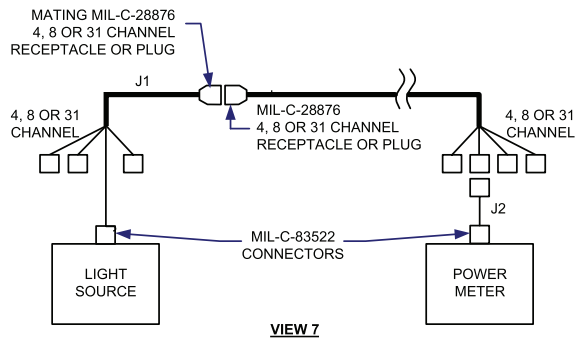 MATING MIL-C-28876
4, 8 OR 31 CHANNEL
RECEPTACLE OR PLUG
J1
MIL-C-28876
4, 8 OR 31 CHANNEL
RECEPTACLE OR PLUG
4, 8 OR 31
CHANNEL
4, 8 OR 31
CHANNEL
J2
MIL-C-83522
CONNECTORS
LIGHT
SOURCE
POWER
METER
VIEW 7